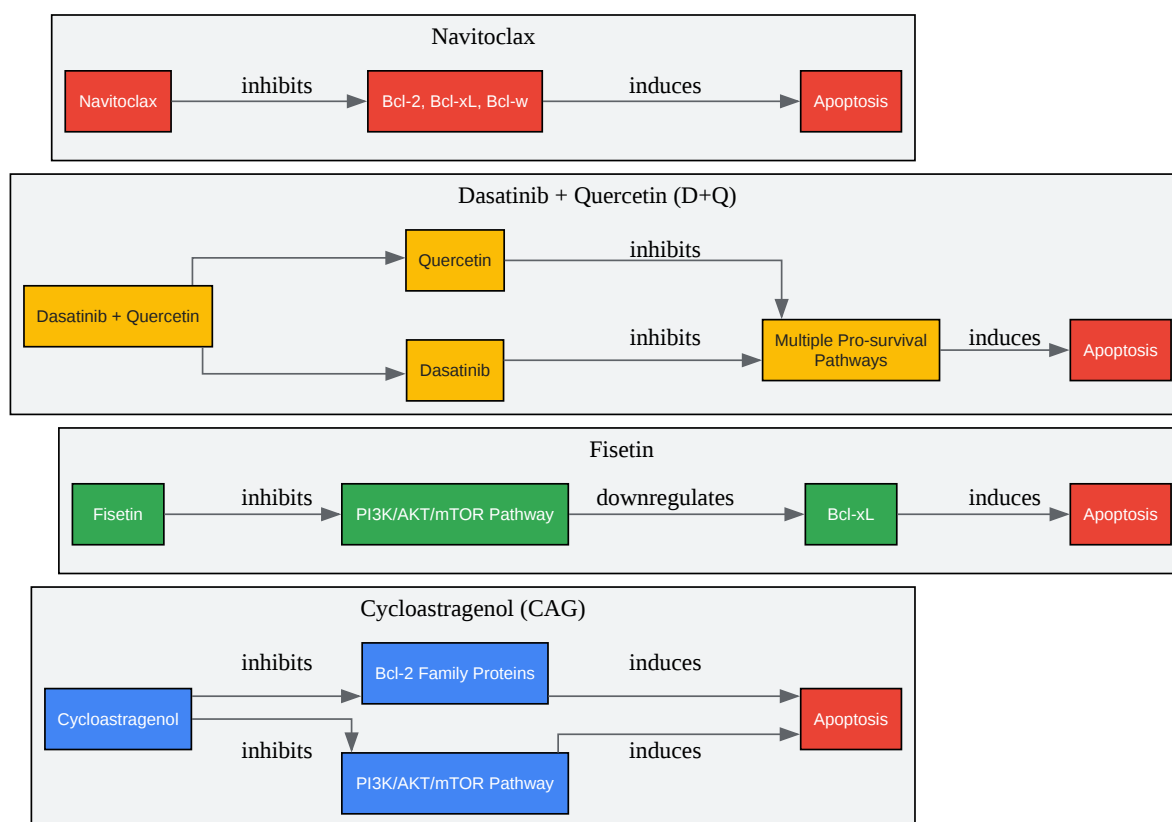 Navitoclax
inhibits
induces
Navitoclax
Bcl-2, Bcl-xL, Bcl-w
Apoptosis
Dasatinib + Quercetin (D+Q)
inhibits
Quercetin
Dasatinib + Quercetin
inhibits
induces
Multiple Pro-survival
Pathways
Apoptosis
Dasatinib
Fisetin
inhibits
downregulates
induces
Fisetin
PI3K/AKT/mTOR Pathway
Bcl-xL
Apoptosis
Cycloastragenol (CAG)
inhibits
induces
Bcl-2 Family Proteins
Cycloastragenol
Apoptosis
inhibits
induces
PI3K/AKT/mTOR Pathway